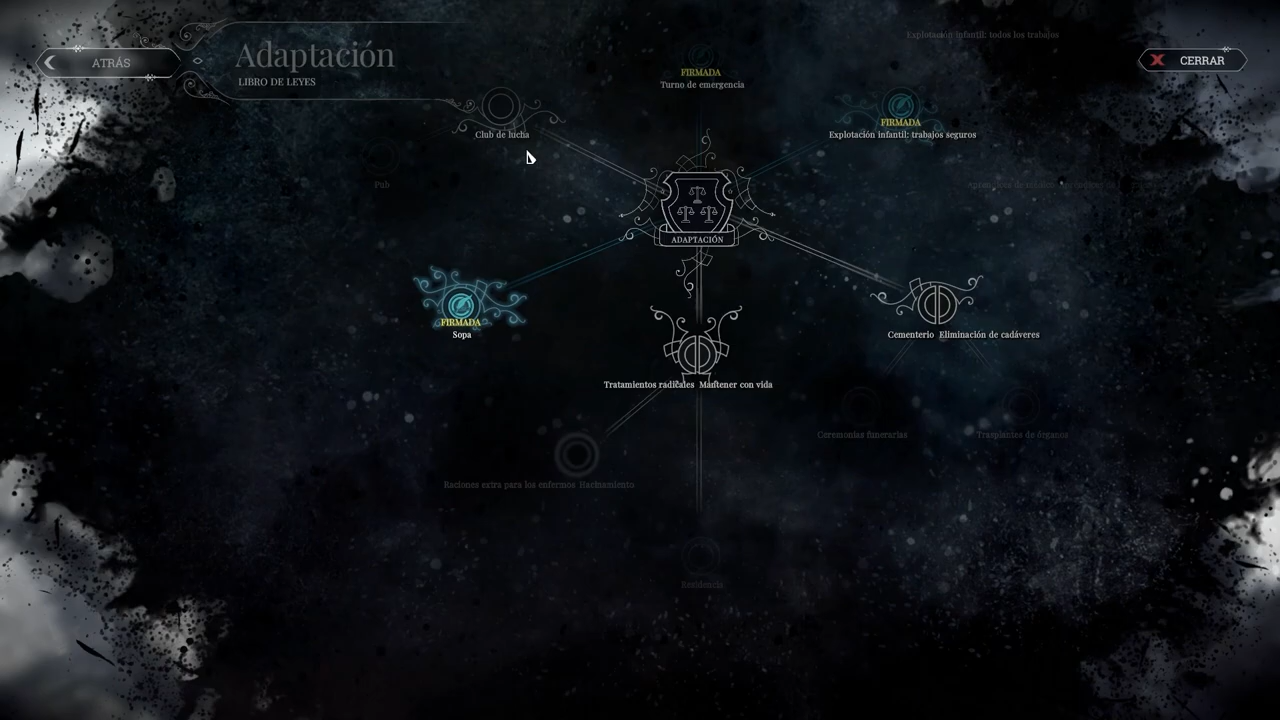 Explotación infantil: todos los trabajos
Adaptación
ATRÁS
CERRAR
LIBRO DE LEYES
FIRMADA
Turno de emergencia
FIRMADA
Club de lucha
Explotación infantil: trabajos seguros
Pub
ADAPTACIÓN
FIRMADA
Sopa
Cementerio Eliminación de cadáveres
Tratamientos radicales Mantener con vida
Ceremonias funerarias
Trasplantes de órganos
Raciones extra para los enfermos Hacinamiento
Residencia